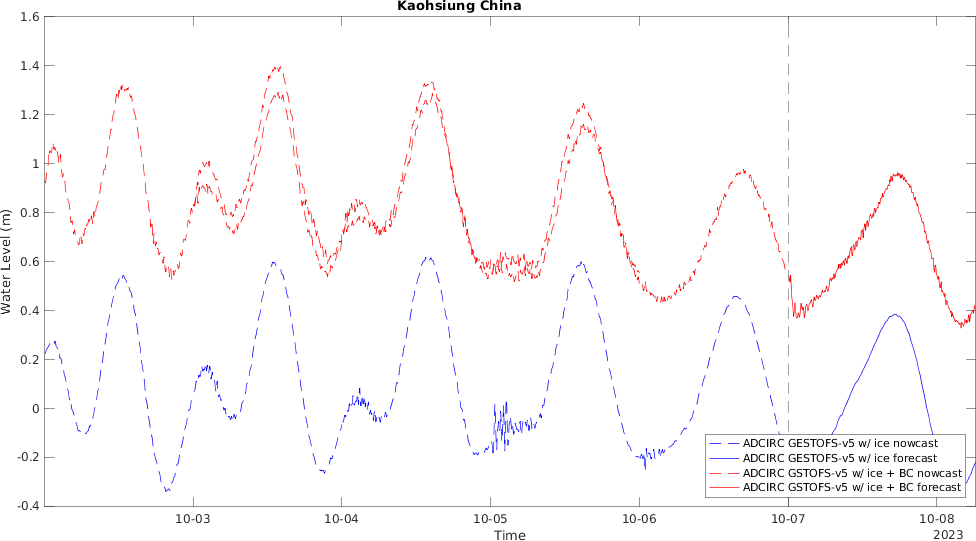 Kaohsiung China
1.6
1.4
1.2
1
0.8
0.6
0.4
0.2
0
-0.2
-0.4
Water Level (m)
ADCIRC GESTOFS-v5 w/ ice nowcast
ADCIRC GESTOFS-v5 w/ ice forecast
ADCIRC GSTOFS-v5 w/ ice + BC nowcast
ADCIRC GSTOFS-v5 w/ ice + BC forecast
10-03 10-04 10-05 10-06 10-07 10-08
Time
2023